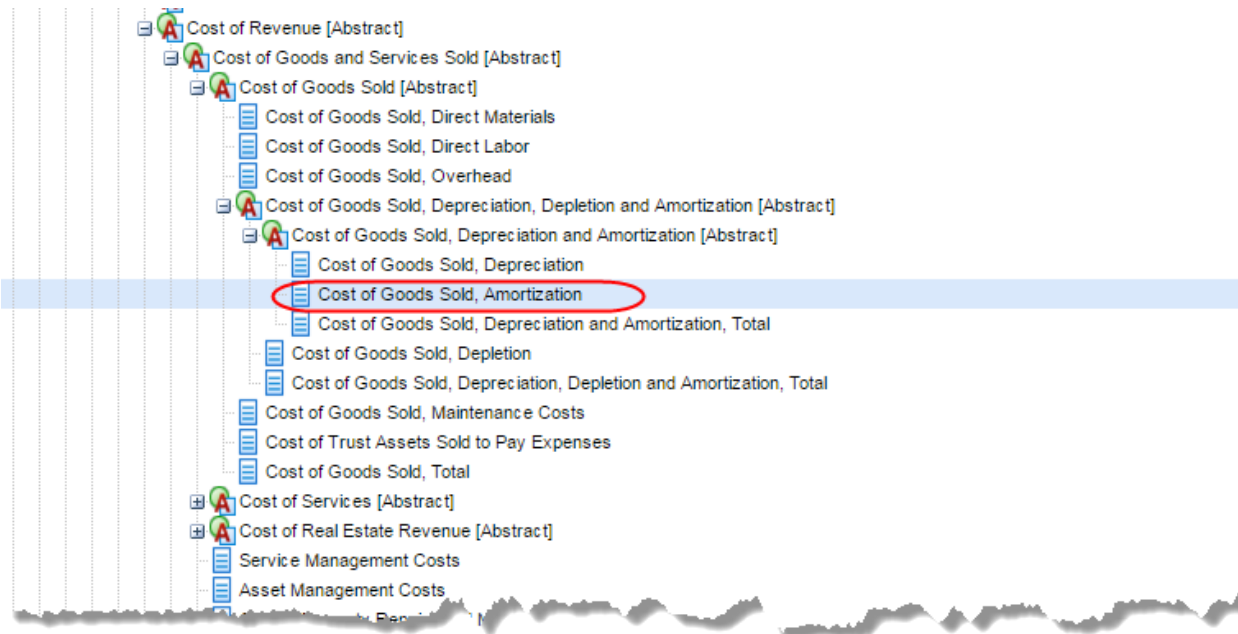 Cost of Revenue [Abstract]
Cost of Goods and Services Sold [Abstract]
Cost of Goods Sold [Abstract]
Cost of Goods Sold, Direct Materials
Cost of Goods Sold, Direct Labor
Cost of Goods Sold, Overhead
Cost of Goods Sold, Depreciation, Depletion and Amortization [Abstract]
Cost of Goods Sold, Depreciation and Amortization [Abstract]
Cost of Goods Sold, Depreciation
Cost of Goods Sold, Amortization
Cost of Goods Sold, Depreciation and Amortization, Total
Cost of Goods Sold, Depletion
Cost of Goods Sold, Depreciation, Depletion and Amortization, Total
Cost of Goods Sold, Maintenance Costs
Cost of Trust Assets Sold to Pay Expenses
Cost of Goods Sold, Total
Cost of Services [Abstract]
Cost of Real Estate Revenue [Abstract]
Service Management Costs
Asset Management Costs